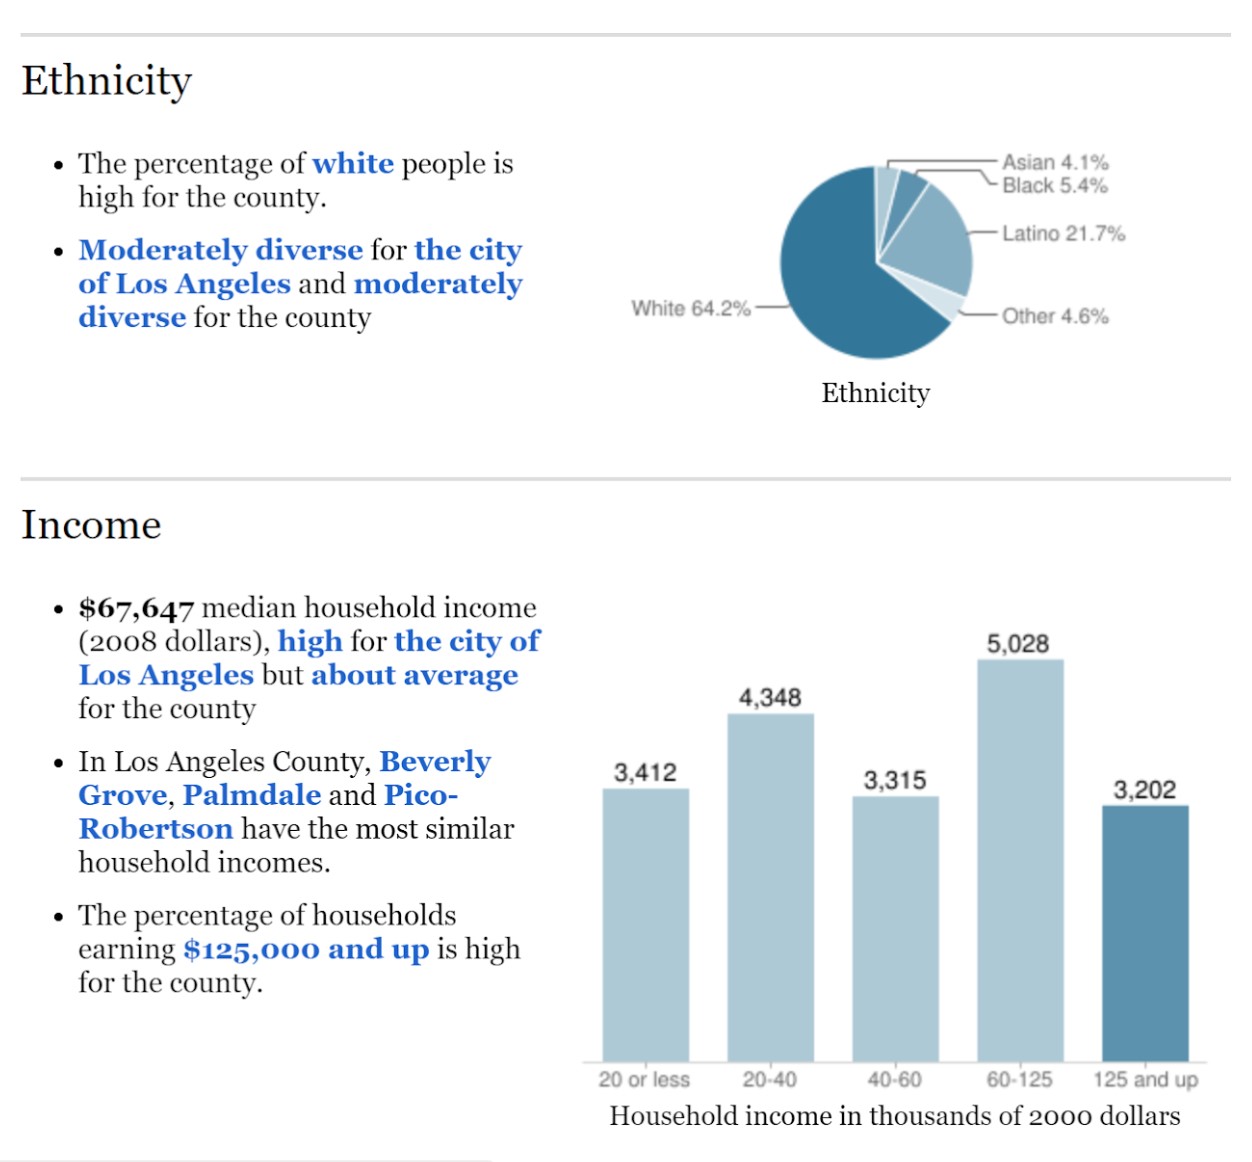 Ethnicity
The percentage of white people is
high for the county.
Moderately diverse for the city
of Los Angeles and moderately
diverse for the county
Asian 4.1%
Black 5.4%
Latino 21.7%
White 64.2%
Other 4.6%
Ethnicity
Income
$67,647 median household income
(2008 dollars), high for the city of
Los Angeles but about average
for the county
In Los Angeles County, Beverly
Grove, Palmdale and Pico-
Robertson have the most similar
household incomes.
The percentage of households
earning $125,000 and up is high
for the county.
3,412
4,348
3,315
5,028
3,202
20 or less
20-40
40-60
60-125
125 and up
Household income in thousands of 2000 dollars